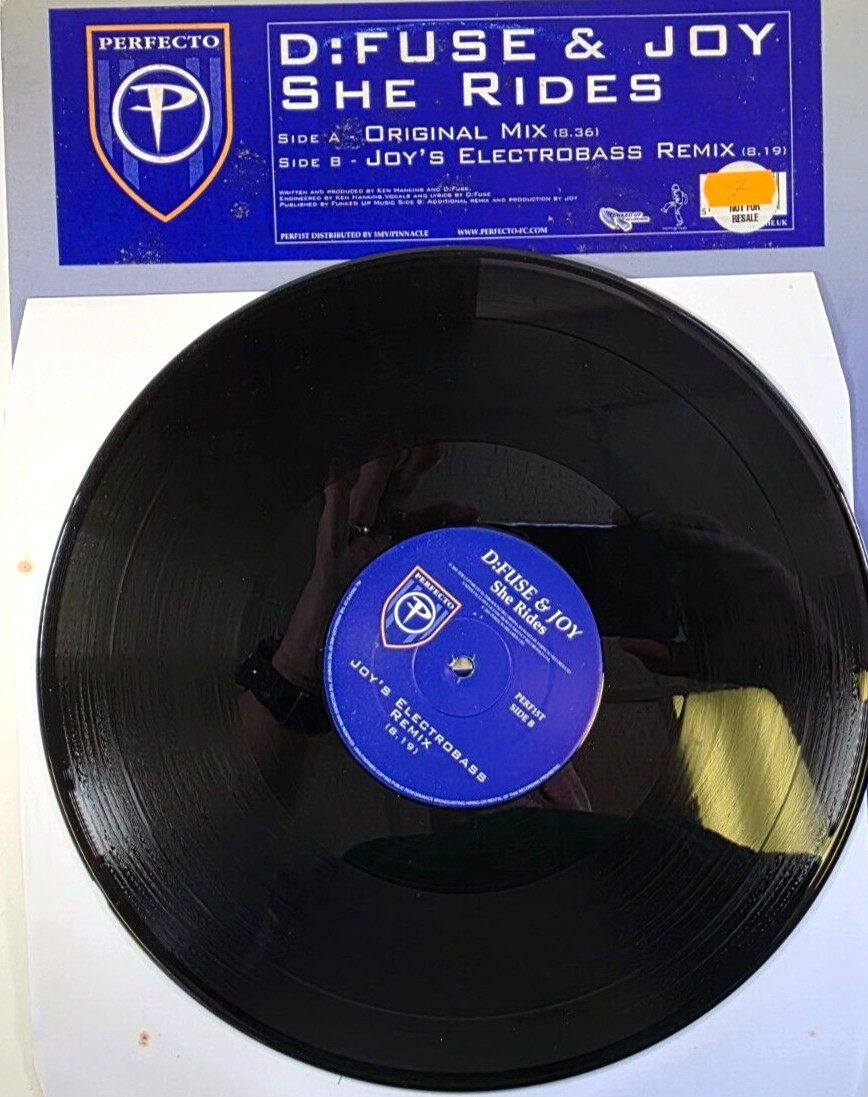 PERFECTO
D:FUSE & JOY
SHE RIDES
SIDE A - ORIGINAL MIX (8.36)
SIDE B - JOY'S ELECTROBASS REMIX (8.19)
WRITTEN AND PRODUCED BY KEN HANKINS AND D:FUSE.
ENGINEERED BY KEN HANKINS. VOCALS AND LYRICS BY D:FUSE
PUBLISHED BY FUNKED UP MUSIC SIDE B: ADDITIONAL REMIX AND PRODUCTION BY JOY
NOT FOR
RESALE
PERF15T DISTRIBUTED BY 3MV/PINNACLE WWW.PERFECTO-FC.COM
D:FUSE & JOY
She Rides
PERFECTO
PERF15T
SIDE B
JOY'S ELECTROBASS
REMIX
(8.19)